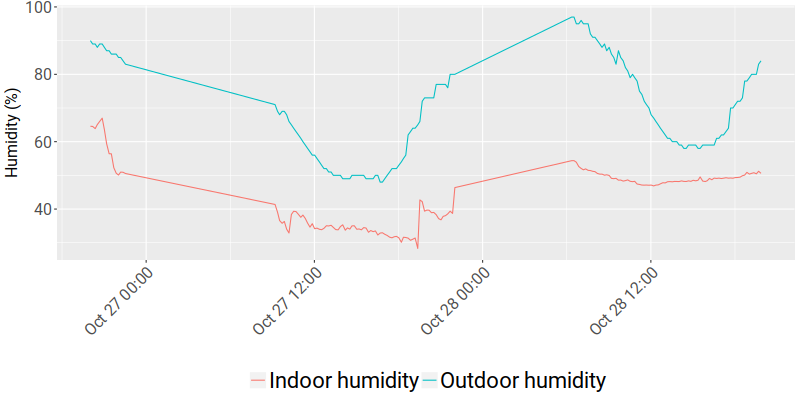 100
80
60
40
Humidity (%)
Oct 27 00:00
Oct 27 12:00
Oct 28 00:00
Oct 28 12:00
Indoor humidity Outdoor humidity